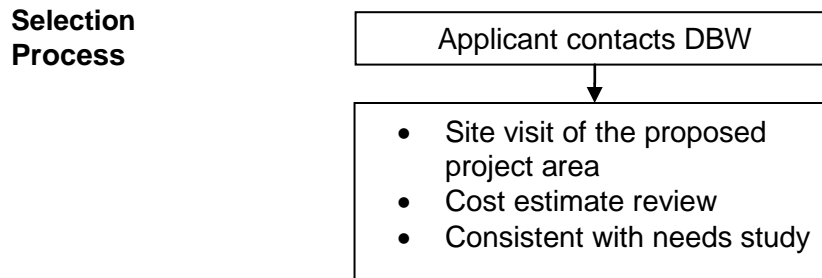 Selection
Process
Applicant contacts DBW
• Site visit of the proposed
project area
• Cost estimate review
• Consistent with needs study